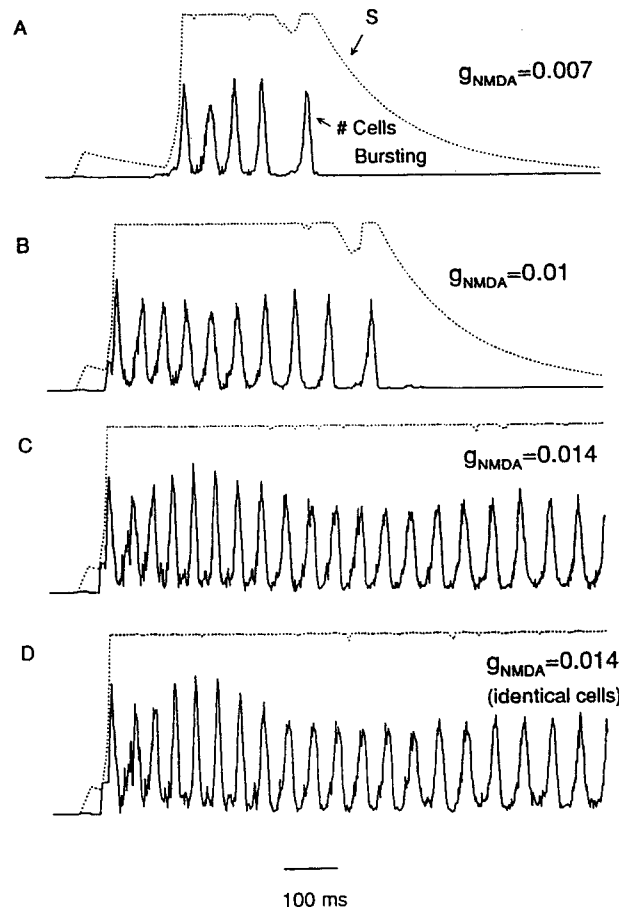 A
S
gNMDA=0.007
# Cells
Bursting
B
gNMDA=0.01
C
gNMDA=0.014
D
gNMDA=0.014
(identical cells)
100 ms